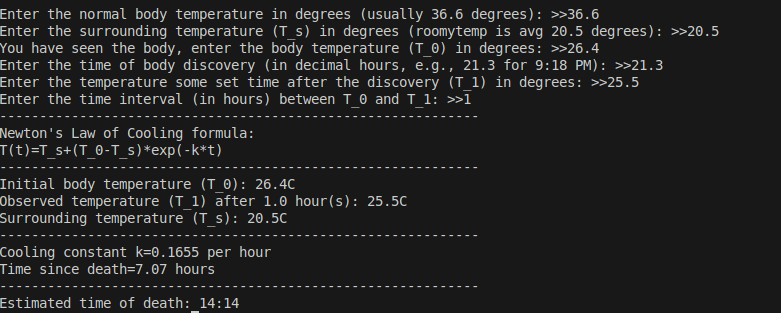 Enter the normal body temperature in degrees (usually 36.6 degrees): >>36.6
Enter the surrounding temperature (T_s) in degrees (roomytemp is avg 20.5 degrees): >>20.5
You have seen the body, enter the body temperature (T_0) in degrees: >>26.4
Enter the time of body discovery (in decimal hours, e.g., 21.3 for 9:18 PM): >>21.3
Enter the temperature some set time after the discovery (T_1) in degrees: >>25.5
Enter the time interval (in hours) between T_0 and T_1: >>1
------------------------------------------------------------
Newton's Law of Cooling formula:
T(t)=T_s+(T_0-T_s)*exp(-k*t)
------------------------------------------------------------
Initial body temperature (T_0): 26.4C
Observed temperature (T_1) after 1.0 hour(s): 25.5C
Surrounding temperature (T_s): 20.5C
------------------------------------------------------------
Cooling constant k=0.1655 per hour
Time since death=7.07 hours
------------------------------------------------------------
Estimated time of death: 14:14